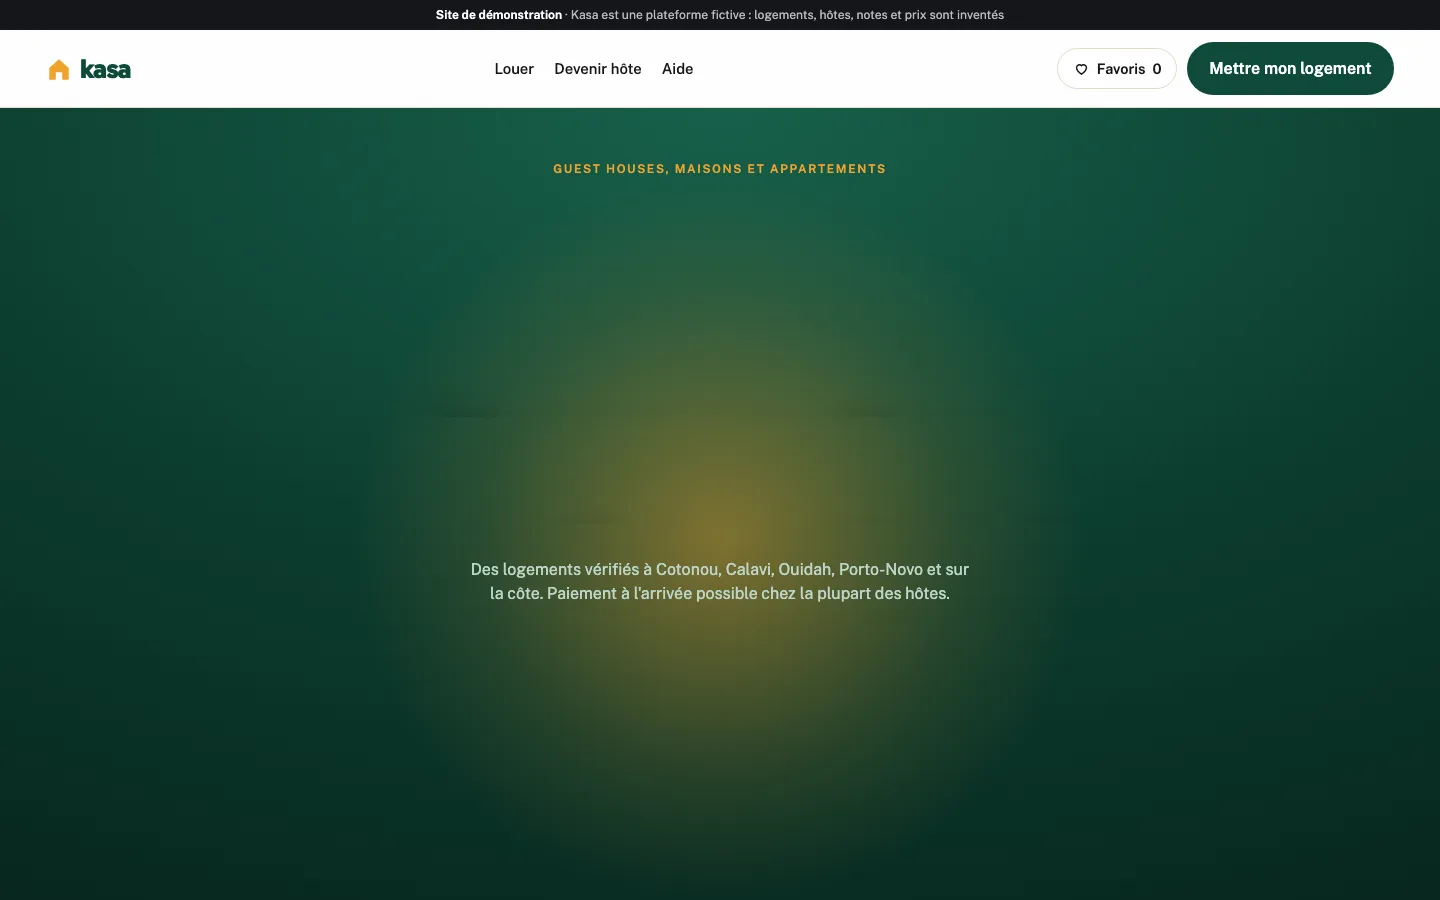 Site de démonstration · Kasa est une plateforme fictive : logements, hôtes, notes et prix sont inventés
kasa
Louer
Devenir hôte
Aide
Favoris 0
Mettre mon logement
GUEST HOUSES, MAISONS ET APPARTEMENTS
Des logements vérifiés à Cotonou, Calavi, Ouidah, Porto-Novo et sur
la côte. Paiement à l'arrivée possible chez la plupart des hôtes.